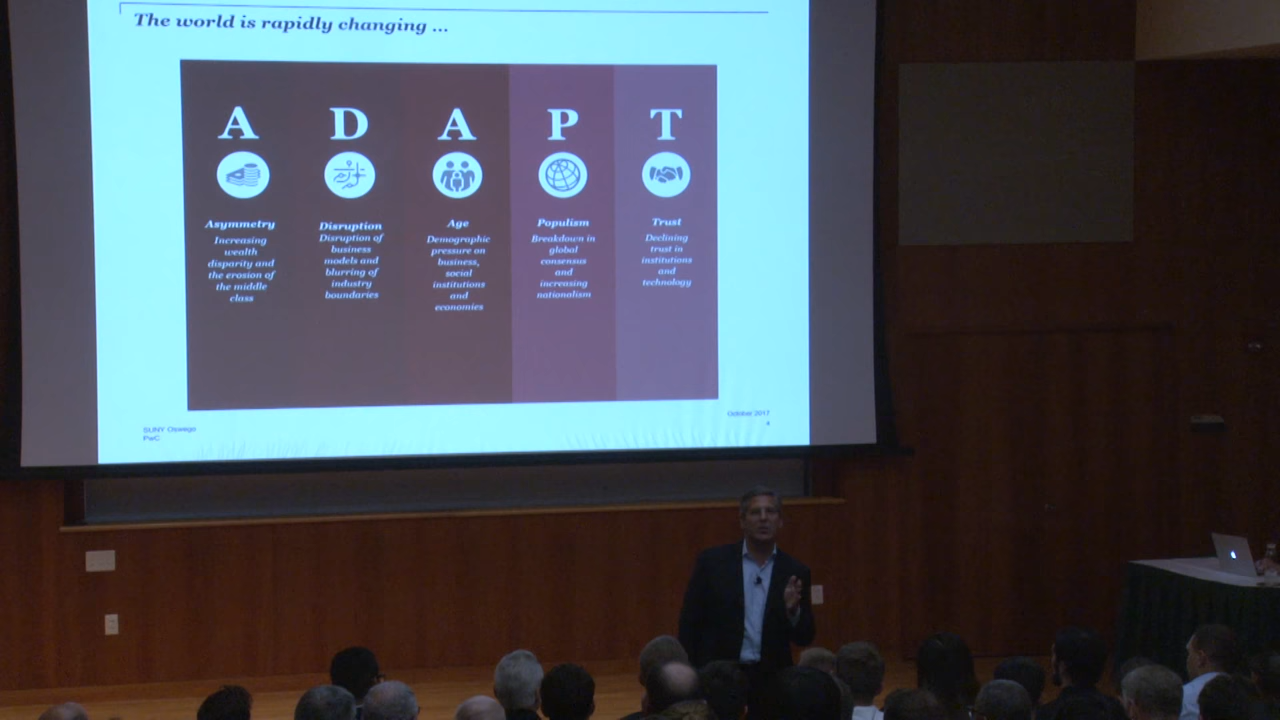 The world is rapidly changing ...
A D A P T
Asymmetry
Increasing
wealth
disparity and
the erosion of
the middle
class
Disruption
Disruption of
business
models and
blurring of
industry
boundaries
Age
Demographic
pressure on
business,
social
institutions
and
economies
Populism
Breakdown in
global
consensus
and
increasing
nationalism
Trust
Declining
trust in
institutions
and
technology
SUNY Oswego
PwC
October 2017
4